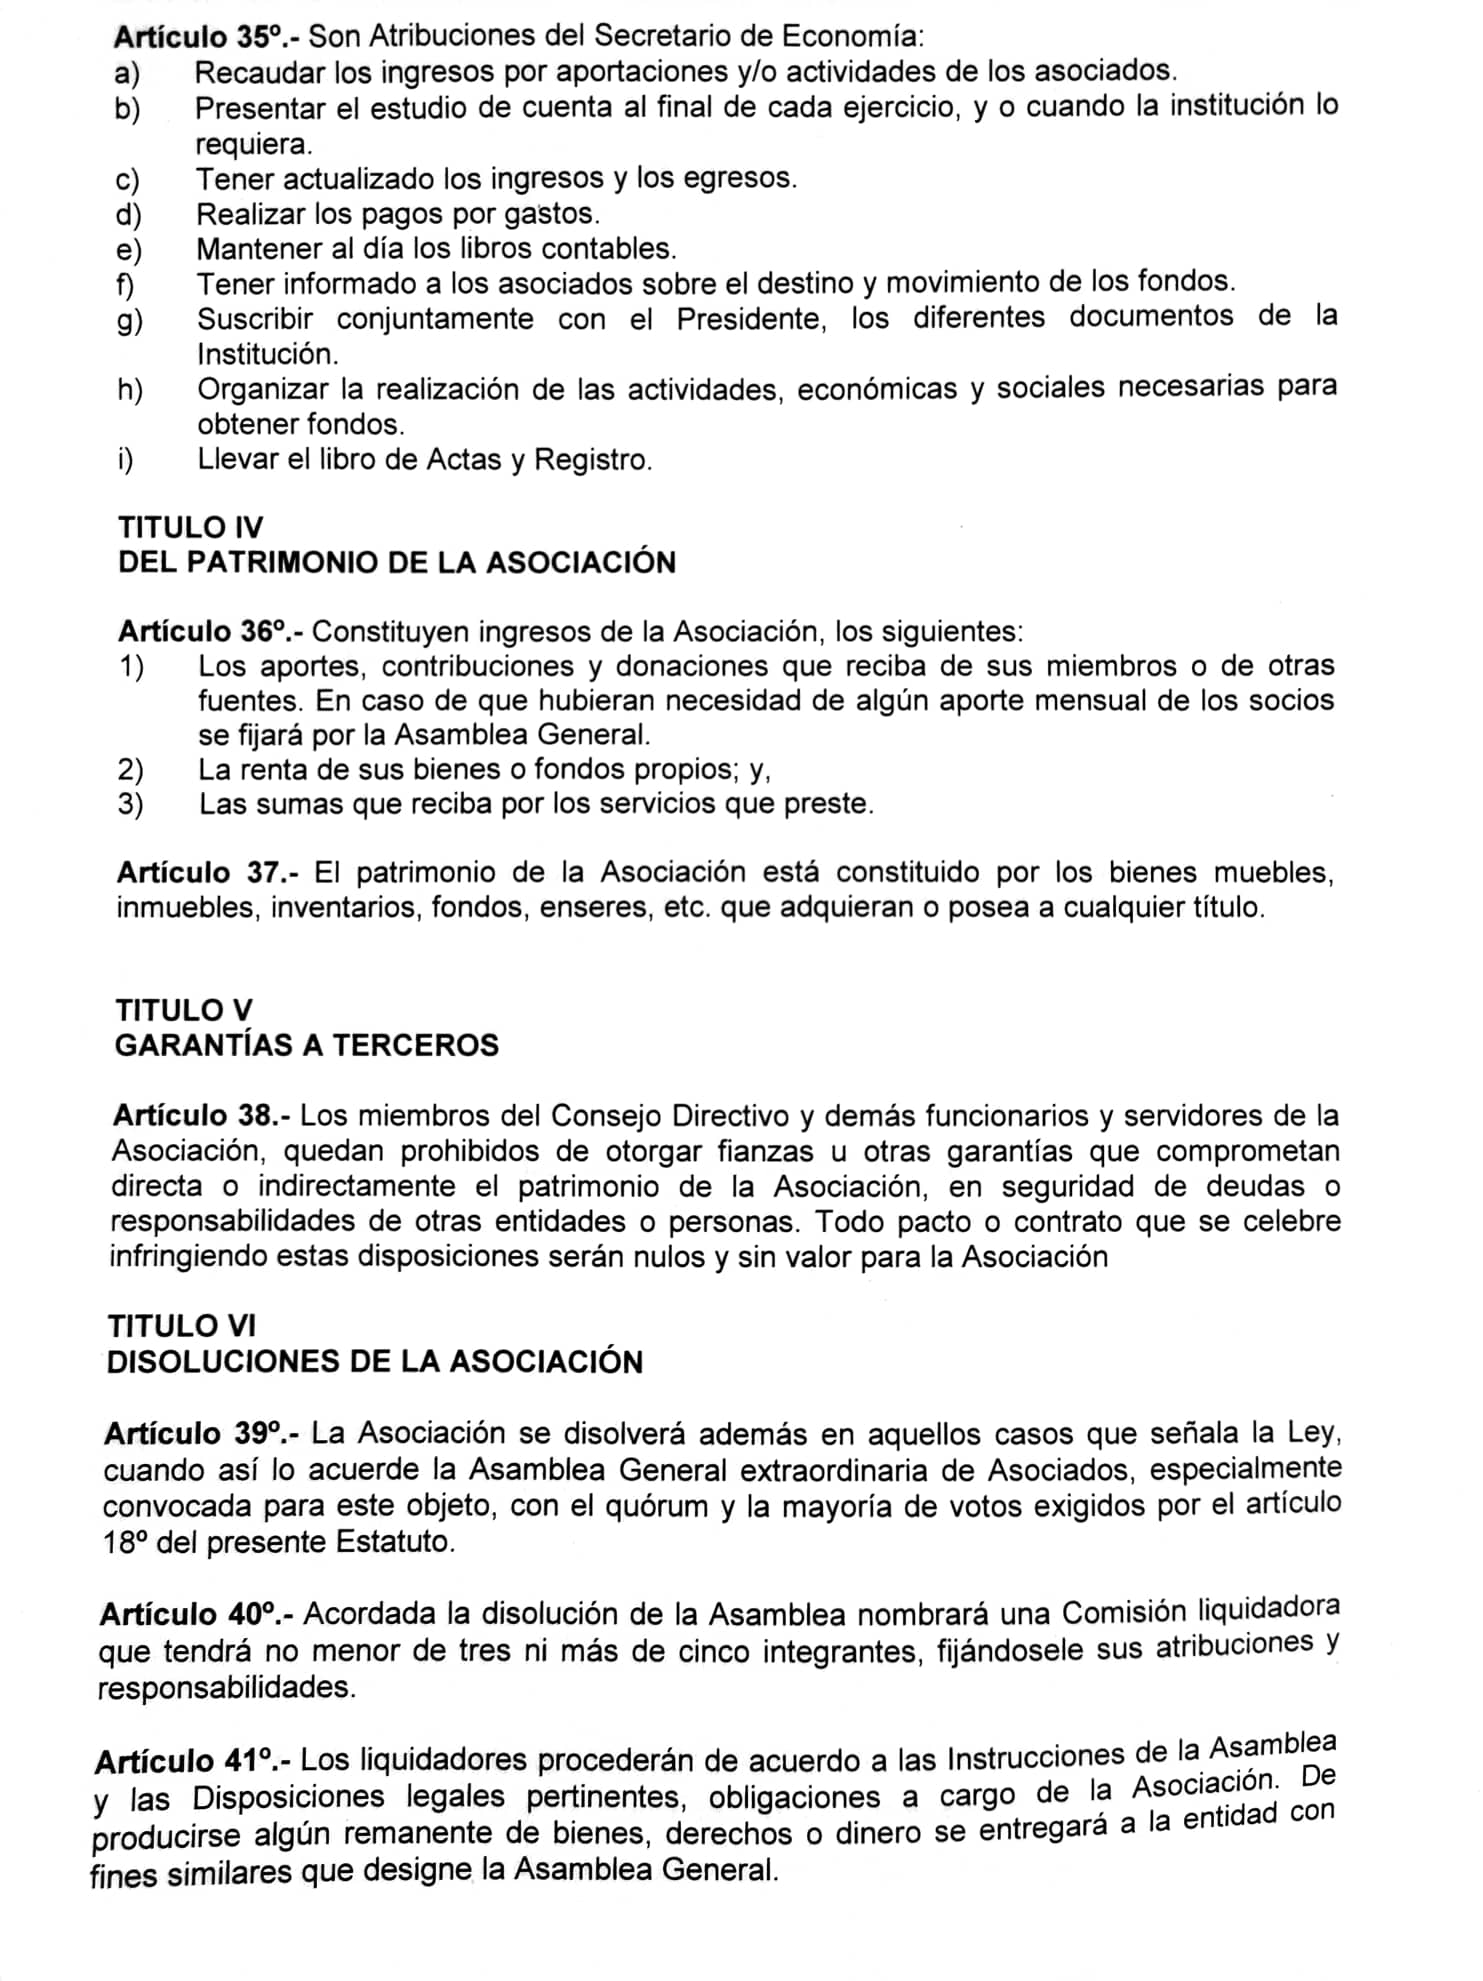 Artículo 35º.- Son Atribuciones del Secretario de Economía:
a) Recaudar los ingresos por aportaciones y/o actividades de los asociados.
b) Presentar el estudio de cuenta al final de cada ejercicio, y o cuando la institución lo
requiera.
c) Tener actualizado los ingresos y los egresos.
d) Realizar los pagos por gastos.
e) Mantener al día los libros contables.
f) Tener informado a los asociados sobre el destino y movimiento de los fondos.
g) Suscribir conjuntamente con el Presidente, los diferentes documentos de la
Institución.
h) Organizar la realización de las actividades, económicas y sociales necesarias para
obtener fondos.
i) Llevar el libro de Actas y Registro.
TITULO IV
DEL PATRIMONIO DE LA ASOCIACIÓN
Artículo 36º.- Constituyen ingresos de la Asociación, los siguientes:
1) Los aportes, contribuciones y donaciones que reciba de sus miembros o de otras
fuentes. En caso de que hubieran necesidad de algún aporte mensual de los socios
se fijará por la Asamblea General.
2) La renta de sus bienes o fondos propios; y,
3) Las sumas que reciba por los servicios que preste.
Artículo 37.- El patrimonio de la Asociación está constituido por los bienes muebles,
inmuebles, inventarios, fondos, enseres, etc. que adquieran o posea a cualquier título.
TITULO V
GARANTÍAS A TERCEROS
Artículo 38.- Los miembros del Consejo Directivo y demás funcionarios y servidores de la
Asociación, quedan prohibidos de otorgar fianzas u otras garantías que comprometan
directa o indirectamente el patrimonio de la Asociación, en seguridad de deudas o
responsabilidades de otras entidades o personas. Todo pacto o contrato que se celebre
infringiendo estas disposiciones serán nulos y sin valor para la Asociación
TITULO VI
DISOLUCIONES DE LA ASOCIACIÓN
Artículo 39º.- La Asociación se disolverá además en aquellos casos que señala la Ley,
cuando así lo acuerde la Asamblea General extraordinaria de Asociados, especialmente
convocada para este objeto, con el quórum y la mayoría de votos exigidos por el artículo
18º del presente Estatuto.
Artículo 40º.- Acordada la disolución de la Asamblea nombrará una Comisión liquidadora
que tendrá no menor de tres ni más de cinco integrantes, fijándosele sus atribuciones y
responsabilidades.
Artículo 41º.- Los liquidadores procederán de acuerdo a las Instrucciones de la Asamblea
y las Disposiciones legales pertinentes, obligaciones a cargo de la Asociación. De
producirse algún remanente de bienes, derechos o dinero se entregará a la entidad con
fines similares que designe la Asamblea General.